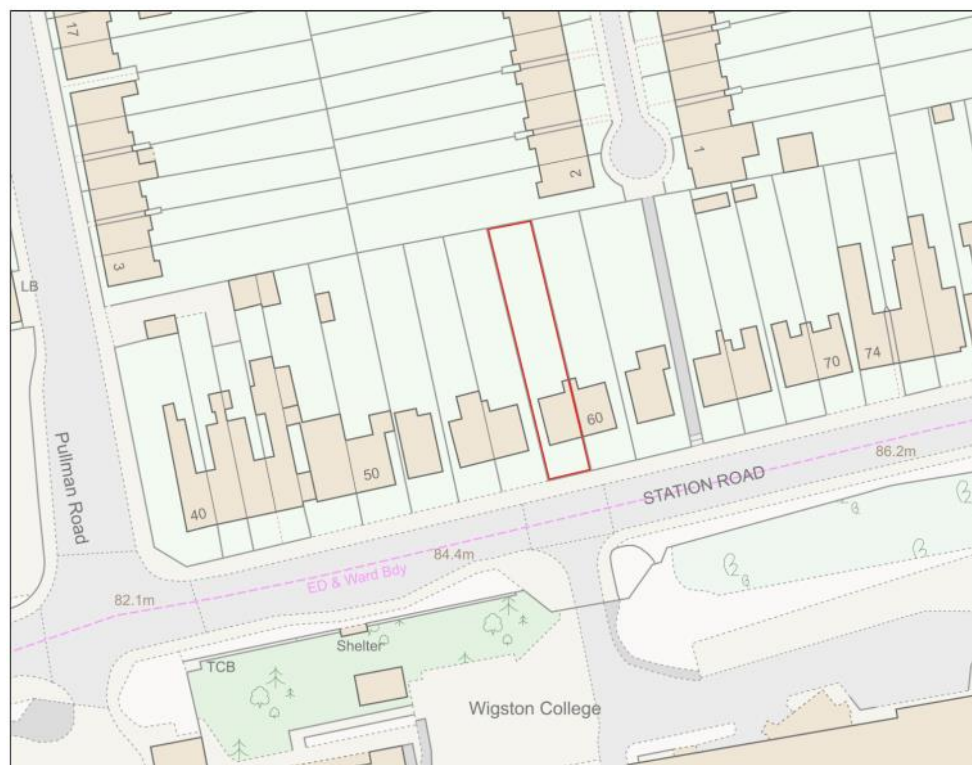 17
1
2
3
LB
Pullman Road
40
50
60
70
74
86.2m
STATION ROAD
84.4m
ED & Ward Bdy
82.1m
Shelter
TCB
Wigston College